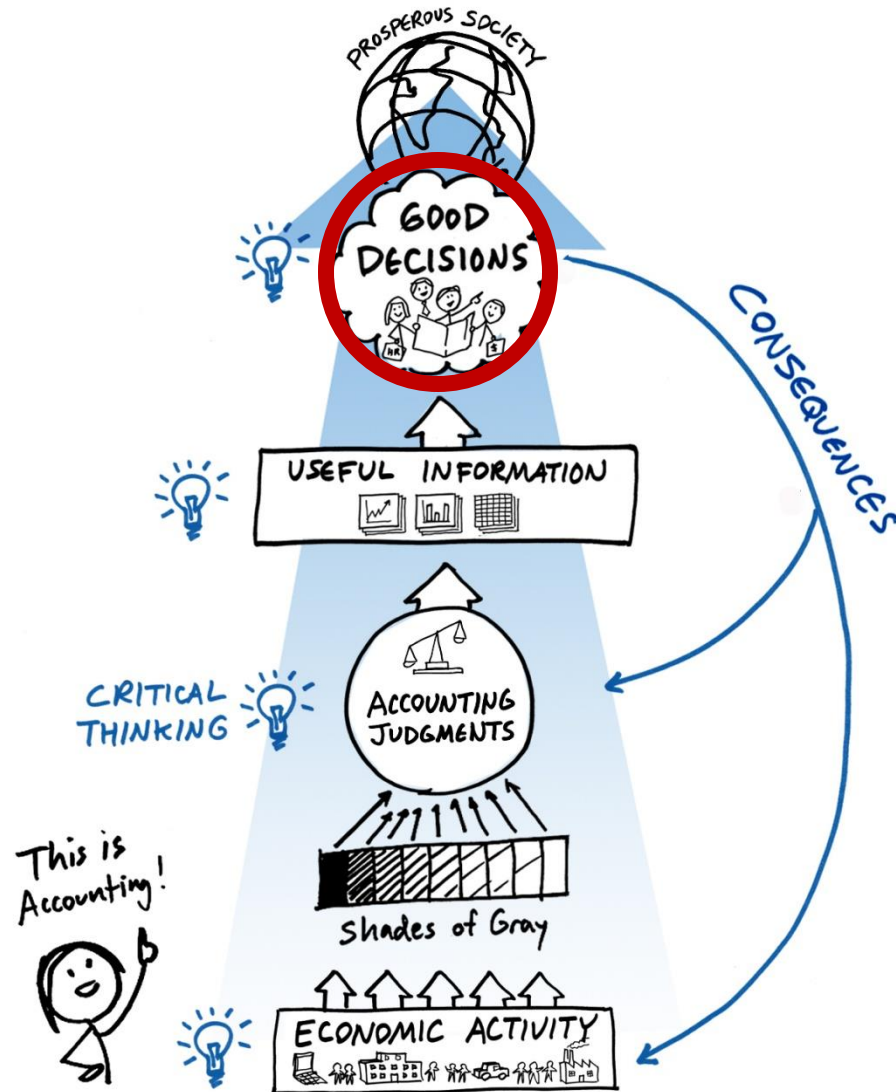 PROSPEROUS SOCIETY
GOOD
DECISIONS
HR
$
CONSEQUENCES
USEFUL INFORMATION
CRITICAL
THINKING
ACCOUNTING
JUDGMENTS
This is
Accounting!
Shades of Gray
ECONOMIC ACTIVITY